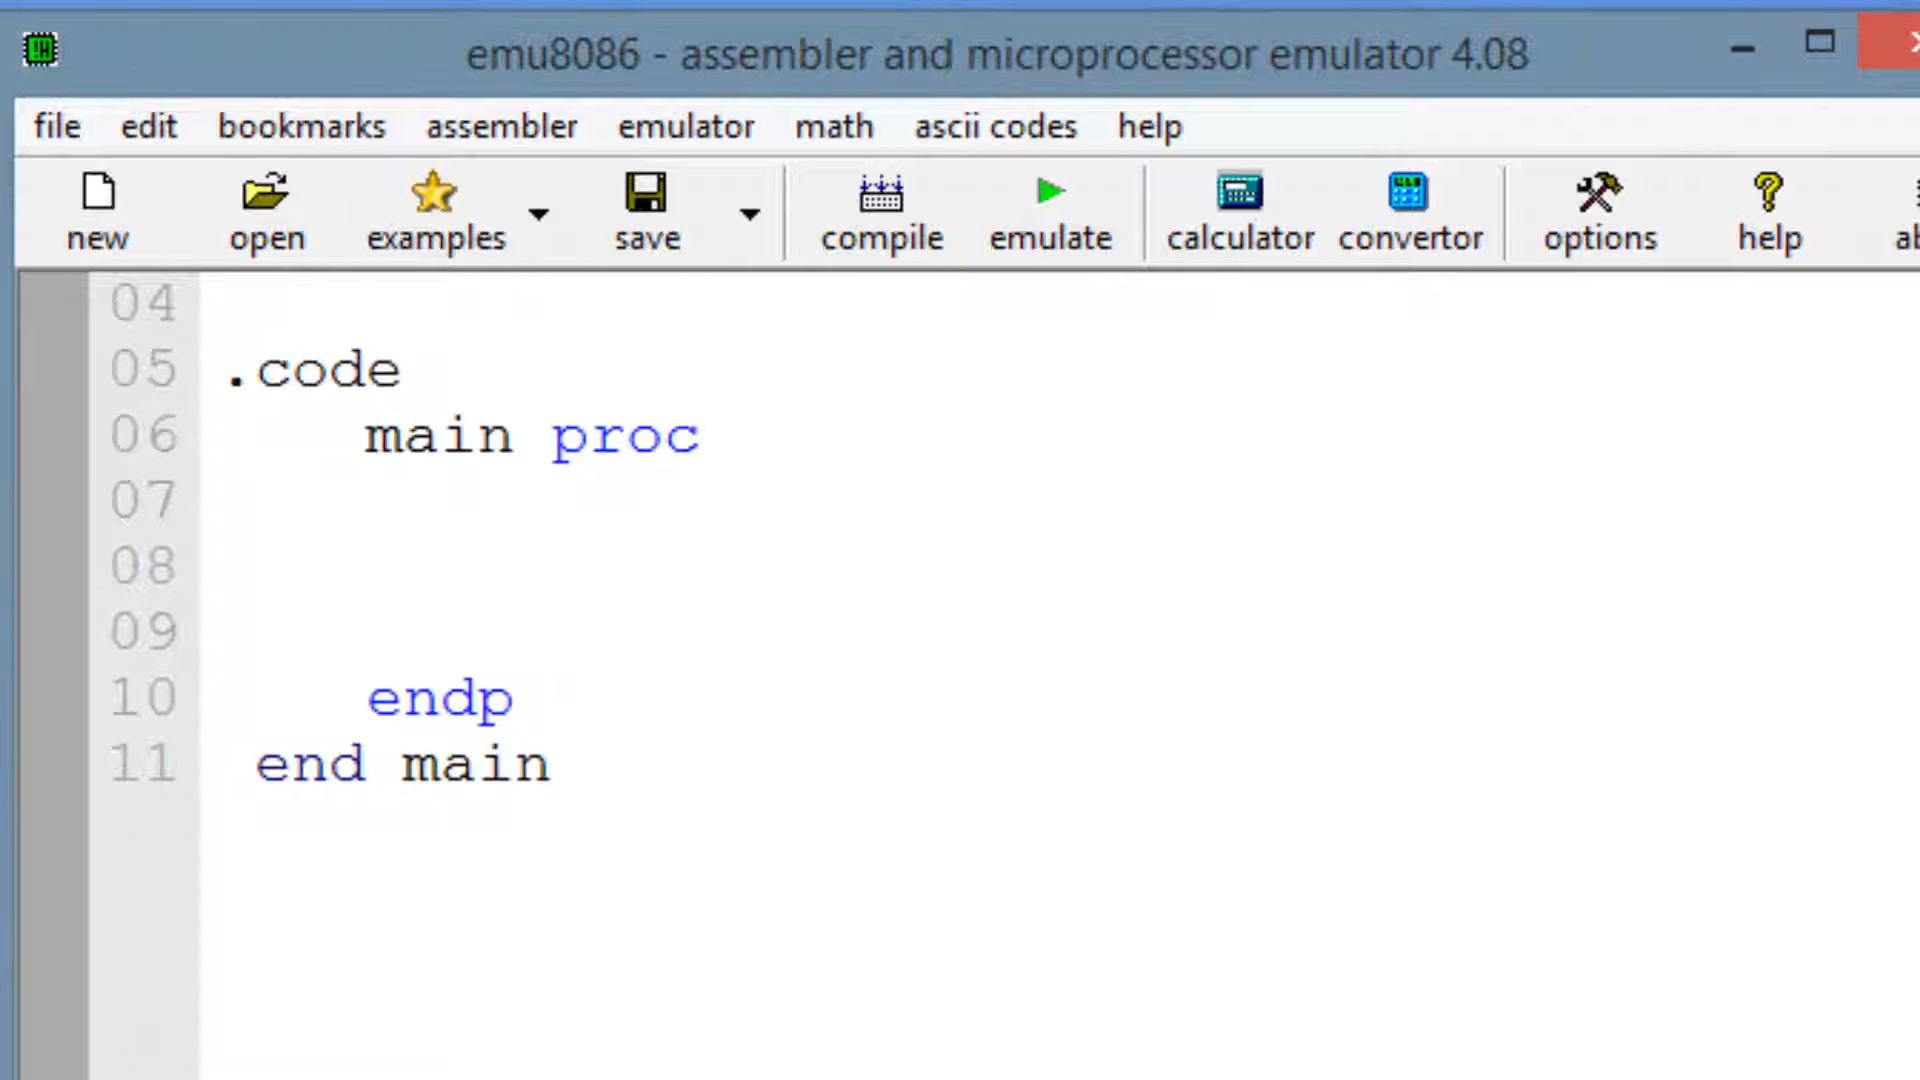 emu8086 - assembler and microprocessor emulator 4.08
file edit bookmarks assembler emulator math ascii codes help
new open examples save compile emulate calculator convertor options help
04
05 .code
06 main proc
07
08
09
10 endp
11 end main